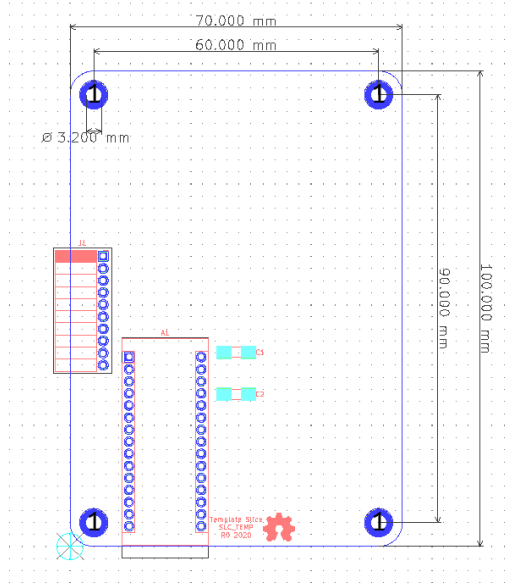 70.000 mm
60.000 mm
1
1
Ø 3.200 mm
J1
90.000 mm
100.000 mm
A1
C1
C2
1
Template Slice
SLC_TEMP
R0 2020
1